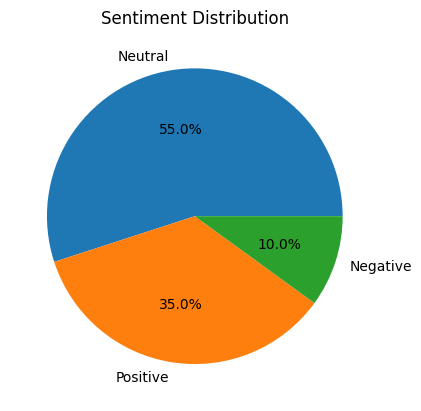 Sentiment Distribution
Neutral
55.0%
10.0%
Negative
35.0%
Positive